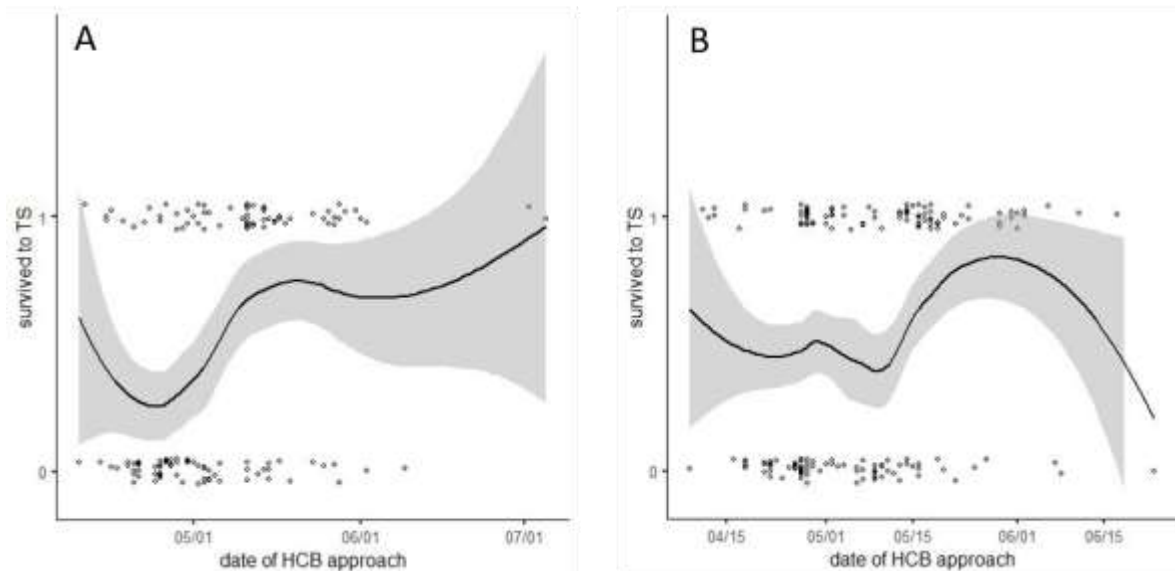 A
survived to TS
1
0
05/01 06/01 07/01
date of HCB approach
B
survived to TS
1
0
04/15 05/01 05/15 06/01 06/15
date of HCB approach